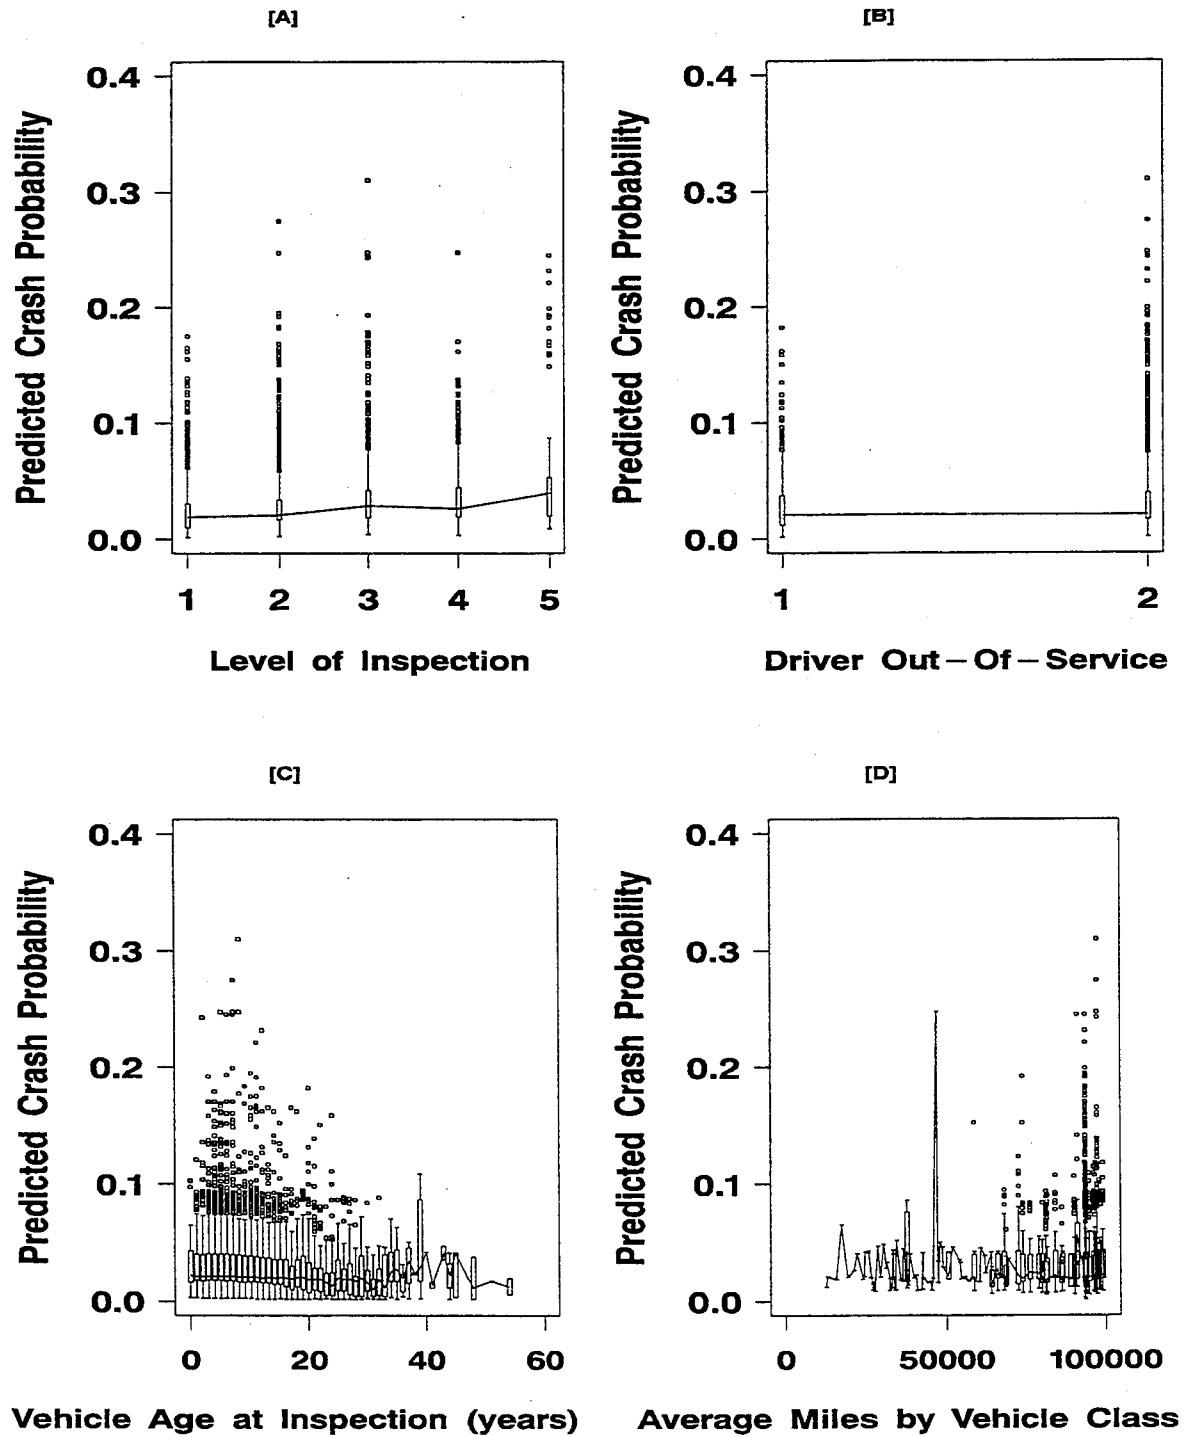 [A]
Predicted Crash Probability
0.4
0.3
0.2
0.1
0.0
1 2 3 4 5
Level of Inspection
[B]
Predicted Crash Probability
0.4
0.3
0.2
0.1
0.0
1 2
Driver Out-Of-Service
[C]
Predicted Crash Probability
0.4
0.3
0.2
0.1
0.0
0 20 40 60
Vehicle Age at Inspection (years)
[D]
Predicted Crash Probability
0.4
0.3
0.2
0.1
0.0
0 50000 100000
Average Miles by Vehicle Class